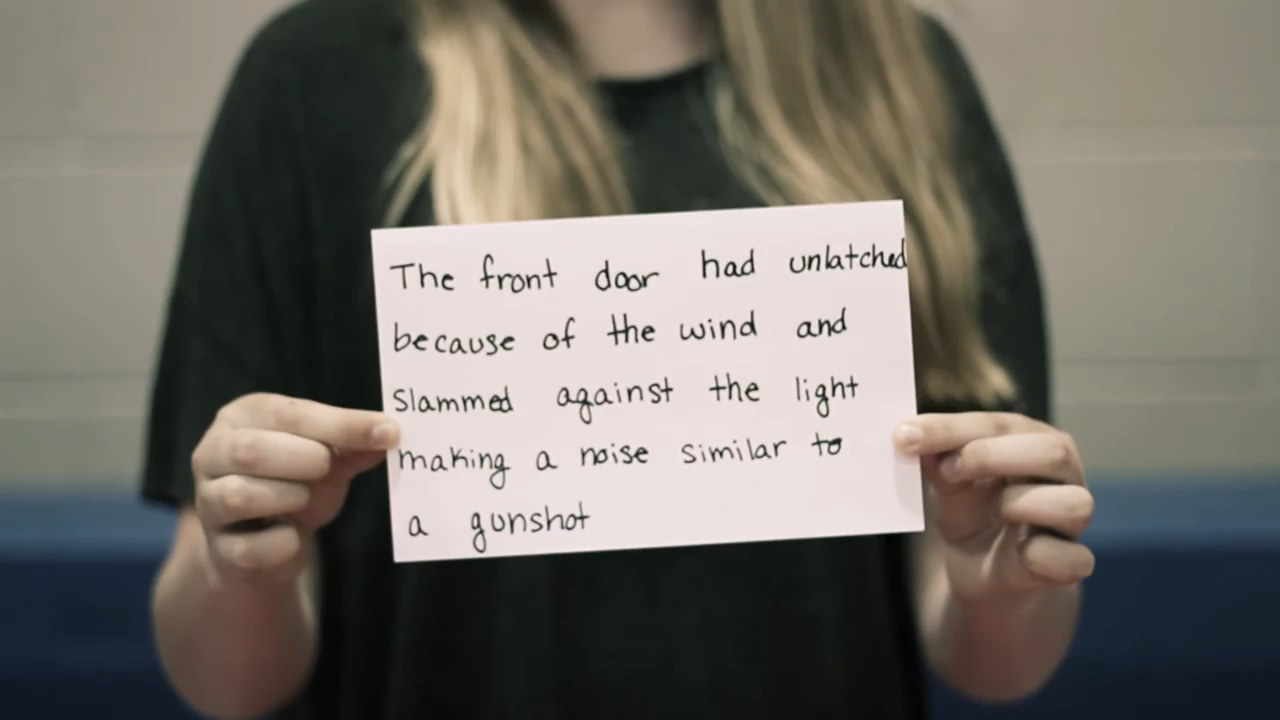 The front door had unlatched
because of the wind and
slammed against the light
making a noise similar to
a gunshot